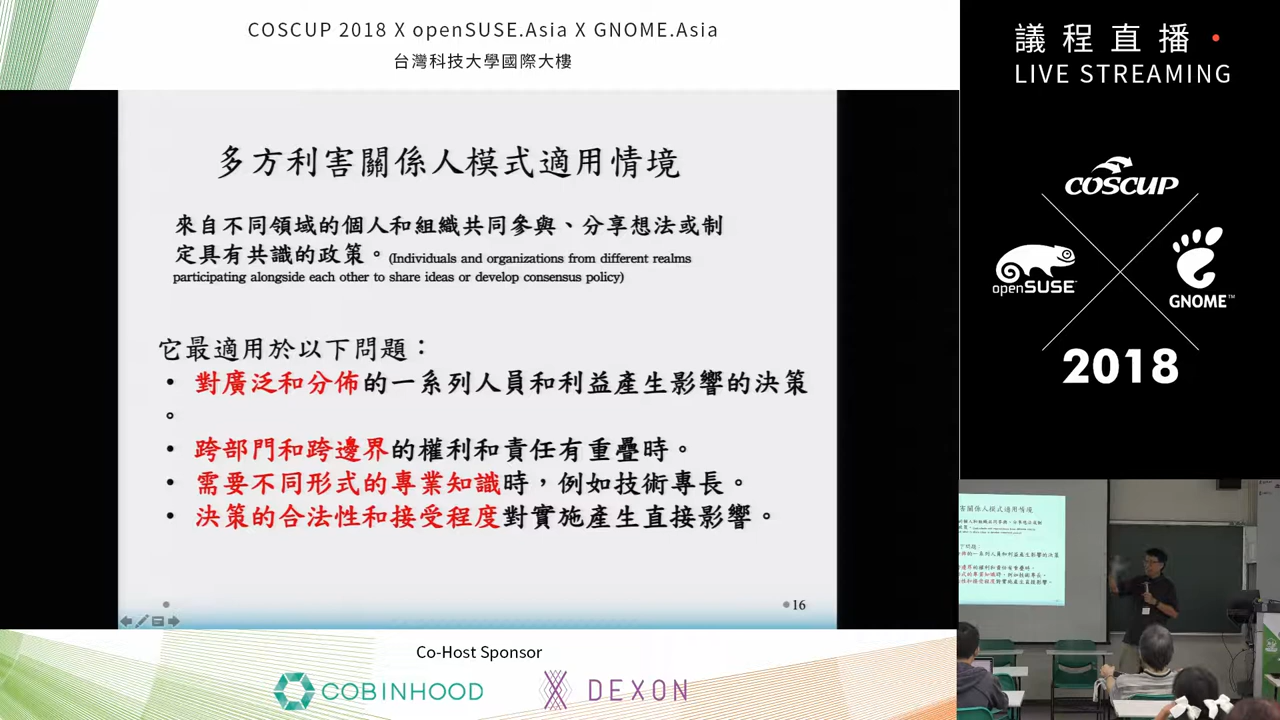 COSCUP 2018 X openSUSE.Asia X GNOME.Asia
台灣科技大學國際大樓
議程直播
LIVE STREAMING
多方利害關係人模式適用情境
來自不同領域的個人和組織共同參與、分享想法或制
定具有共識的政策。(Individuals and organizations from different realms
participating alongside each other to share ideas or develop consensus policy)
它最適用於以下問題：
• 對廣泛和分佈的一系列人員和利益產生影響的決策
。
• 跨部門和跨邊界的權利和責任有重疊時。
• 需要不同形式的專業知識時，例如技術專長。
• 決策的合法性和接受程度對實施產生直接影響。
16
COSCUP
openSUSE
GNOME™
2018
Co-Host Sponsor
COBINHOOD
DEXON